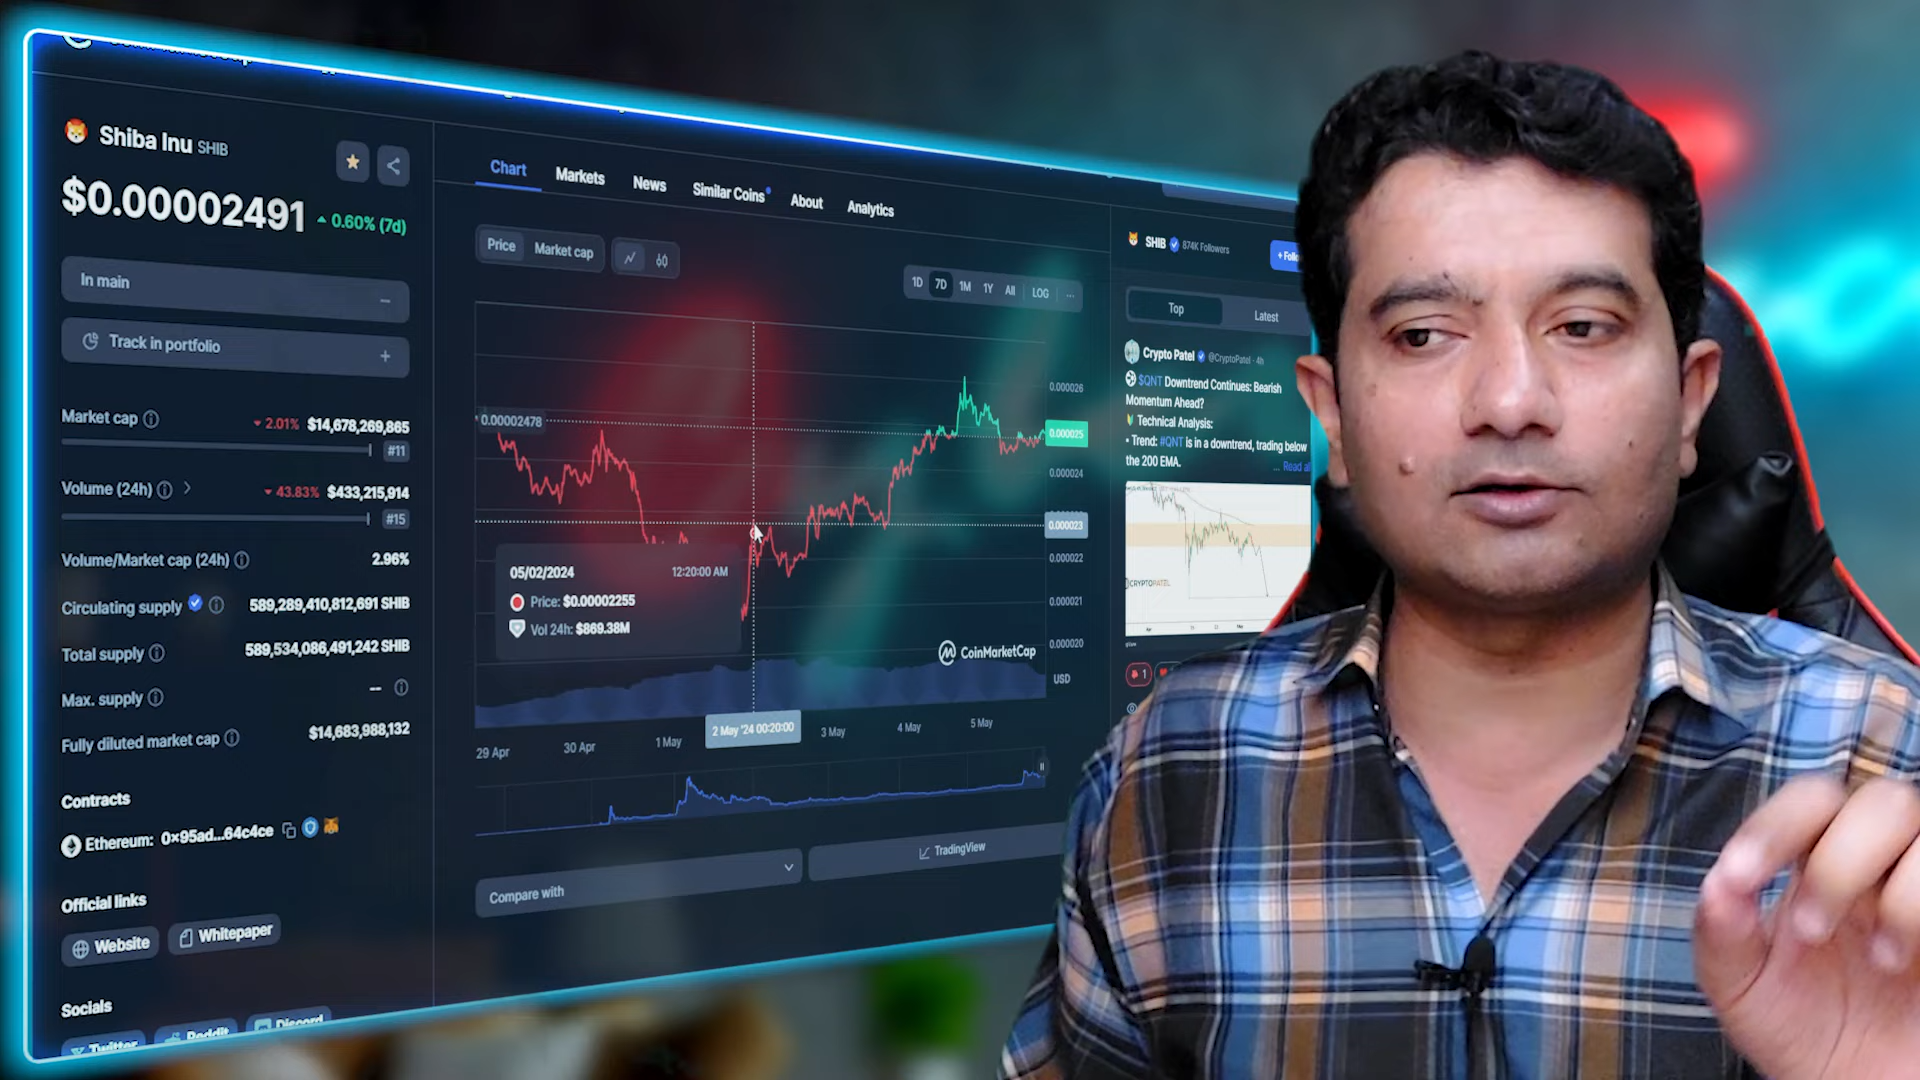 Shiba Inu SHIB
$0.00002491 0.60% (7d)
In main
Track in portfolio
Market cap 2.01% $14,678,269,865
#11
Volume (24h) 43.83% $433,215,914
#15
Volume/Market cap (24h) 2.96%
Circulating supply 589,289,410,812,691 SHIB
Total supply 589,534,086,491,242 SHIB
Max. supply --
Fully diluted market cap $14,683,988,132
Contracts
Ethereum: 0x95ad...64c4ce
Official links
Website Whitepaper
Socials
Twitter Reddit Discord
Chart Markets News Similar Coins About Analytics
Price Market cap
1D 7D 1M 1Y All LOG ...
0.00002478
0.000026
0.000025
0.000024
0.000023
0.000022
0.000021
0.000020
USD
05/02/2024 12:20:00 AM
Price: $0.00002255
Vol 24h: $869.38M
CoinMarketCap
29 Apr 30 Apr 1 May 2 May '24 00:20:00 3 May 4 May 5 May
Compare with
TradingView
SHIB 874K Followers
Top Latest
Crypto Patel @CryptoPatel · 4h
$QNT Downtrend Continues: Bearish
Momentum Ahead?
Technical Analysis:
• Trend: #QNT is in a downtrend, trading below
the 200 EMA.
... Read
CRYPTOPATEL
1